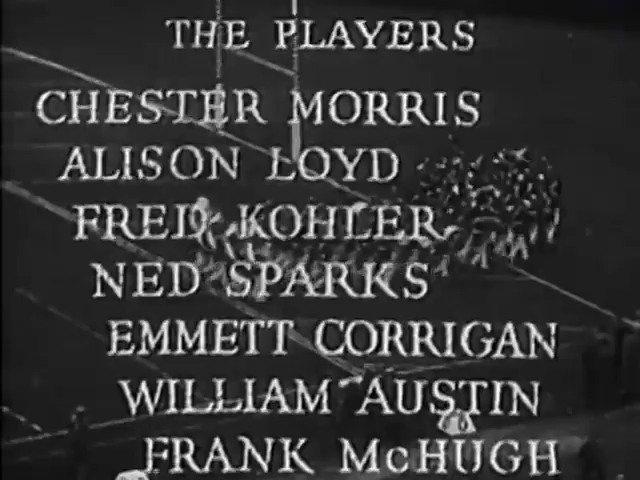 THE PLAYERS
CHESTER MORRIS
ALISON LOYD
FRED KOHLER
NED SPARKS
EMMETT CORRIGAN
WILLIAM AUSTIN
FRANK McHUGH